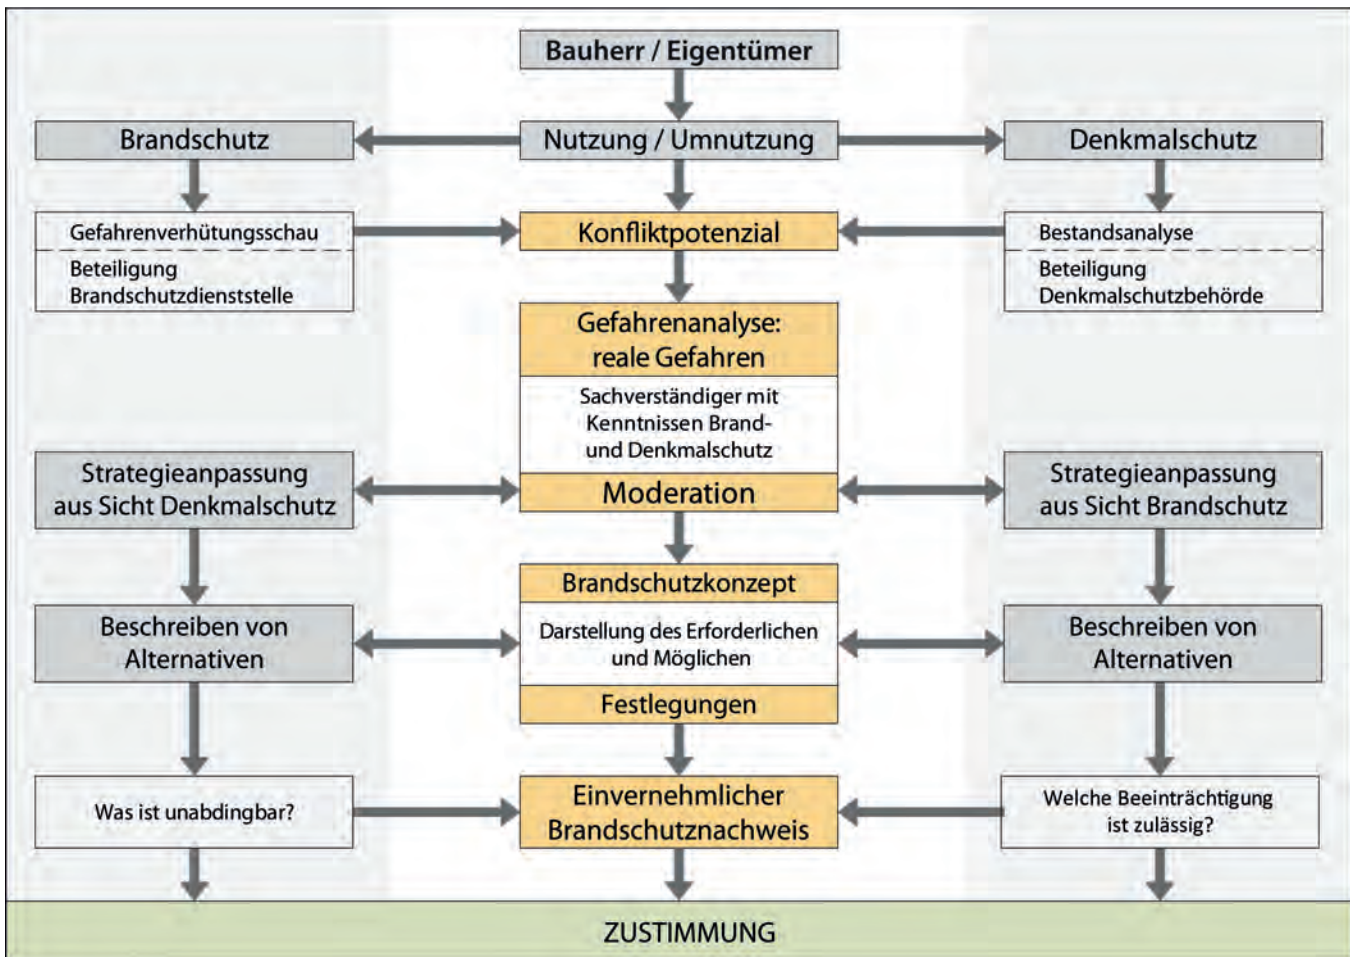 Bauherr / Eigentümer
Brandschutz
Nutzung / Umnutzung
Denkmalschutz
Gefahrenverhütungsschau
Beteiligung
Brandschutzdienststelle
Konfliktpotenzial
Bestandsanalyse
Beteiligung
Denkmalschutzbehörde
Gefahrenanalyse:
reale Gefahren
Sachverständiger mit
Kenntnissen Brand-
und Denkmalschutz
Strategieanpassung
aus Sicht Denkmalschutz
Moderation
Strategieanpassung
aus Sicht Brandschutz
Brandschutzkonzept
Beschreiben von
Alternativen
Darstellung des Erforderlichen
und Möglichen
Beschreiben von
Alternativen
Festlegungen
Was ist unabdingbar?
Einvernehmlicher
Brandschutznachweis
Welche Beeinträchtigung
ist zulässig?
ZUSTIMMUNG